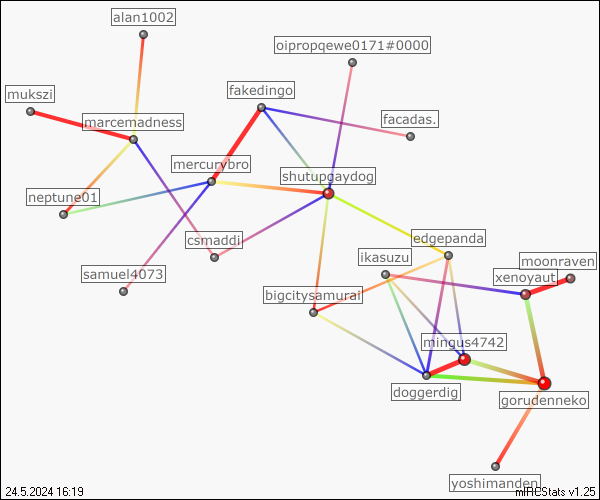 alan1002
oipropqewe0171#0000
mukszi
fakedingo
facadas.
marcemadness
mercurybro
shutupgaydog
neptune01
csmaddi
edgepanda
ikasuzu
moonraven
samuel4073
xenoyaut
bigcitysamurai
mingus4742
doggerdig
gorudenneko
yoshimanden
24.5.2024 16:19
mIRCStats v1.25